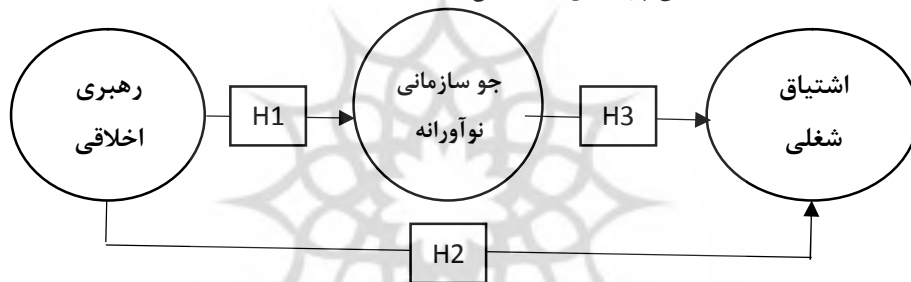 رهبری
اخلاقی
H1
جو سازمانی
نوآورانه
H3
اشتیاق
شغلی
H2